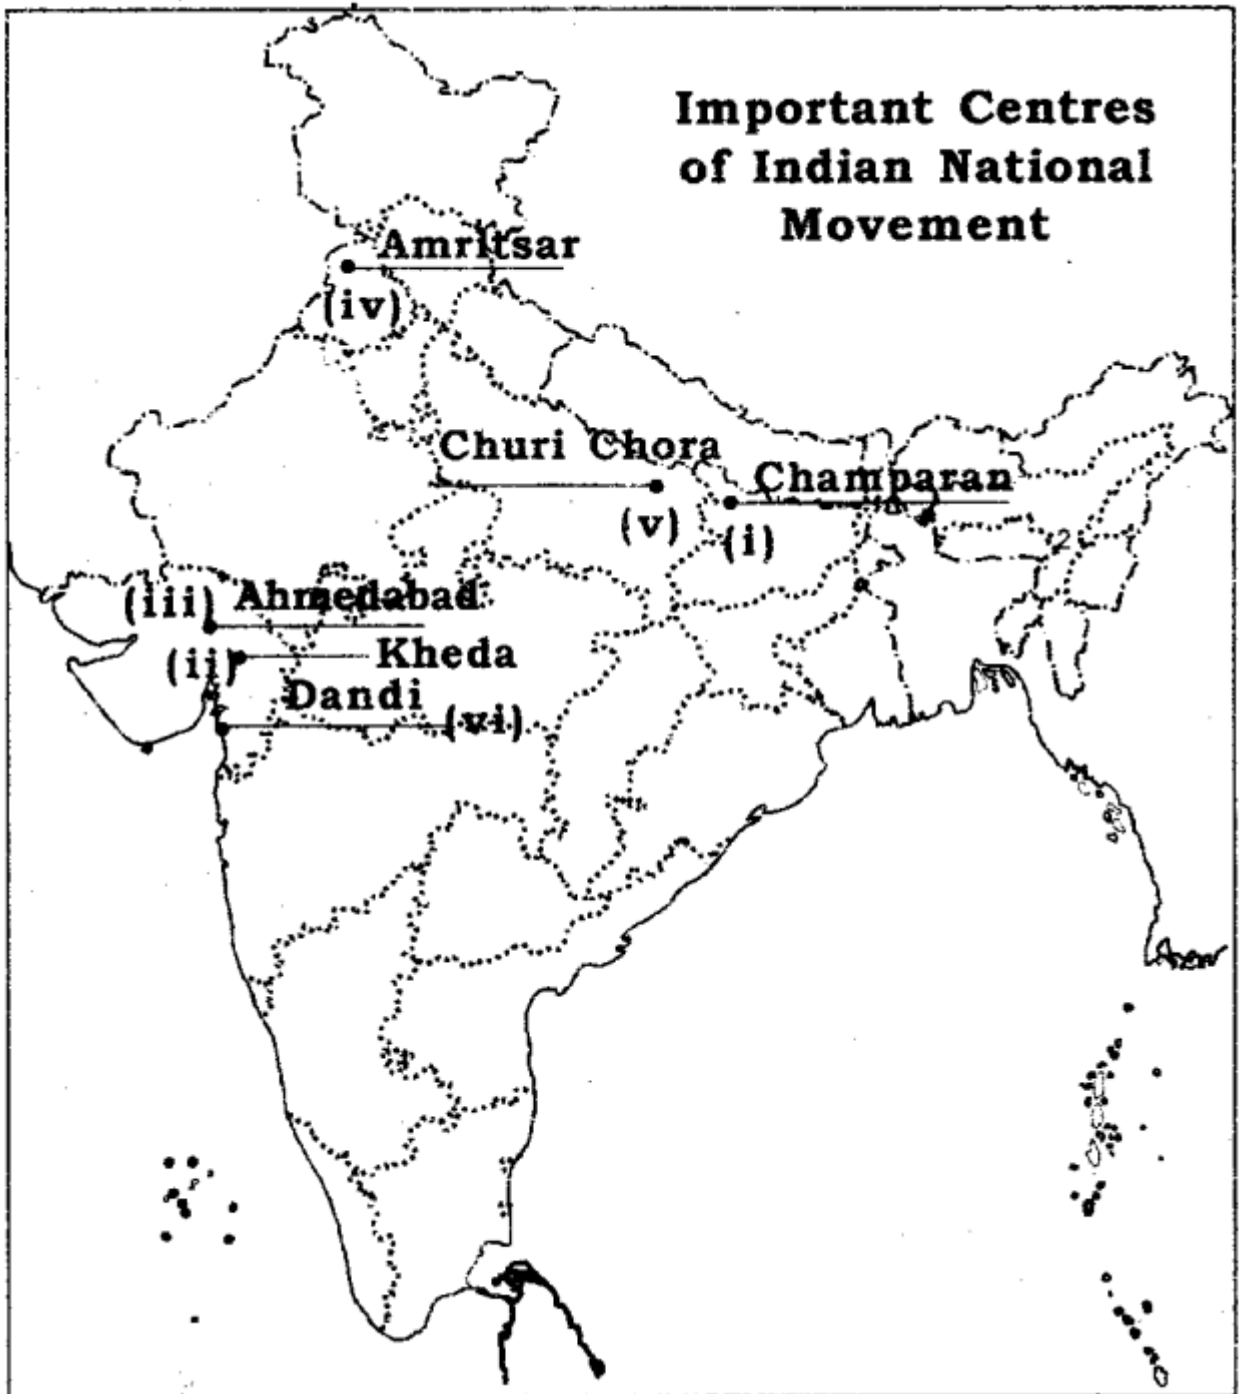 Important Centres
of Indian National
Movement
Amritsar
(iv)
Churi Chora
(v)
Champaran
(i)
(iii) Ahmedabad
(ii) Kheda
Dandi (vi)